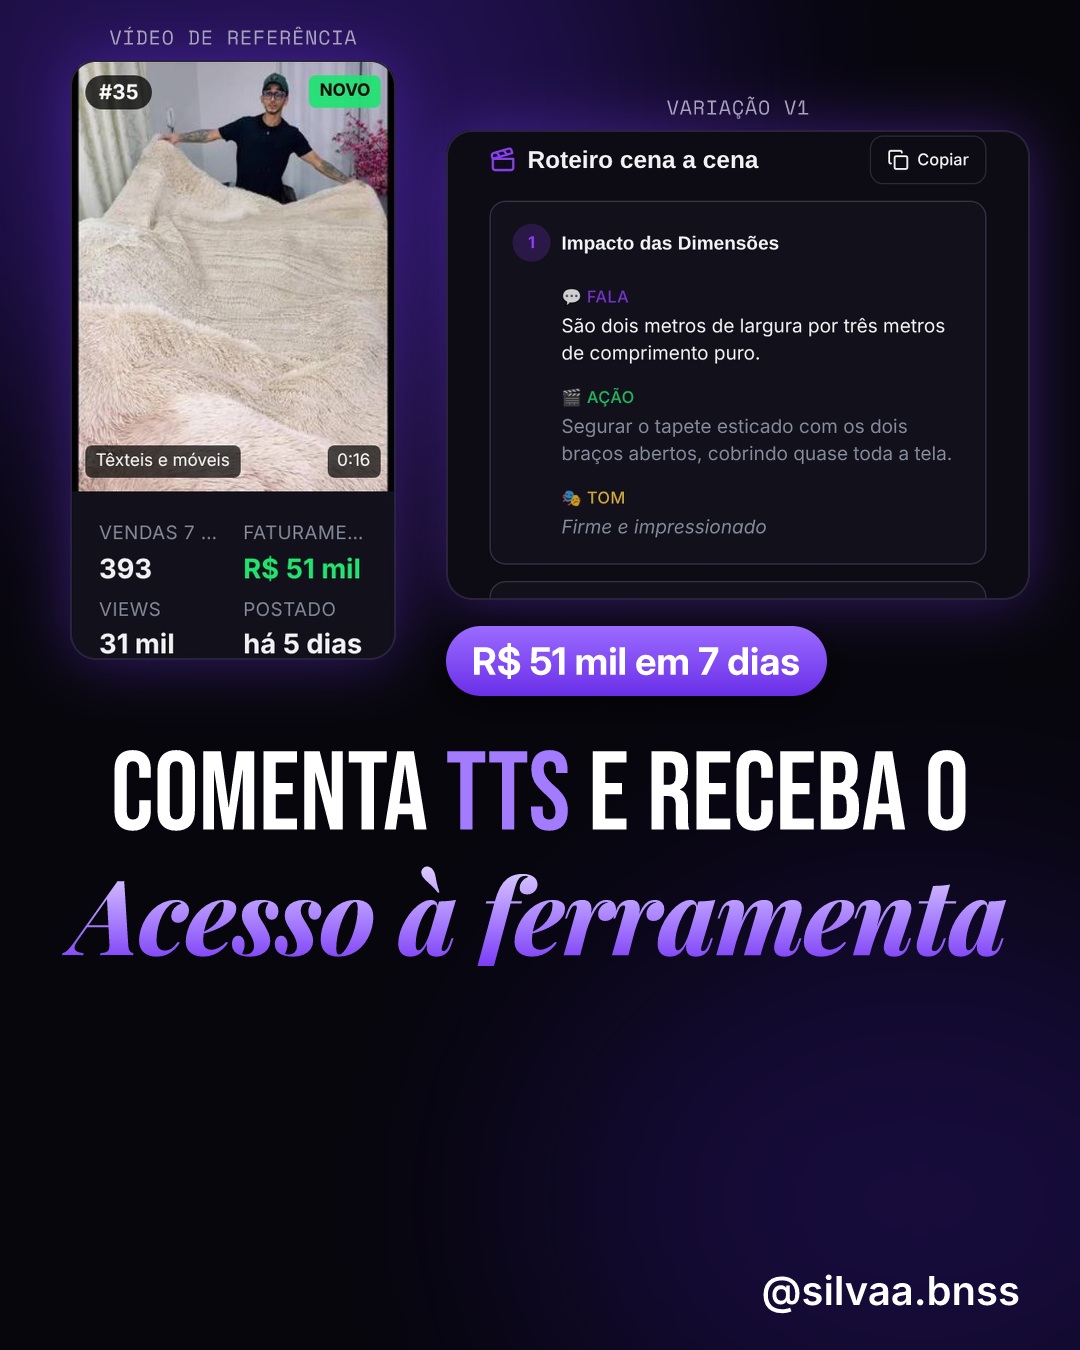 VÍDEO DE REFERÊNCIA
#35
NOVO
Têxteis e móveis
0:16
VENDAS 7 ...
FATURAME...
393
R$ 51 mil
VIEWS
POSTADO
31 mil
há 5 dias
VARIAÇÃO V1
Roteiro cena a cena
Copiar
1
Impacto das Dimensões
FALA
São dois metros de largura por três metros
de comprimento puro.
AÇÃO
Segurar o tapete esticado com os dois
braços abertos, cobrindo quase toda a tela.
TOM
Firme e impressionado
R$ 51 mil em 7 dias
COMENTA TTS E RECEBA O
Acesso à ferramenta
@silvaa.bnss